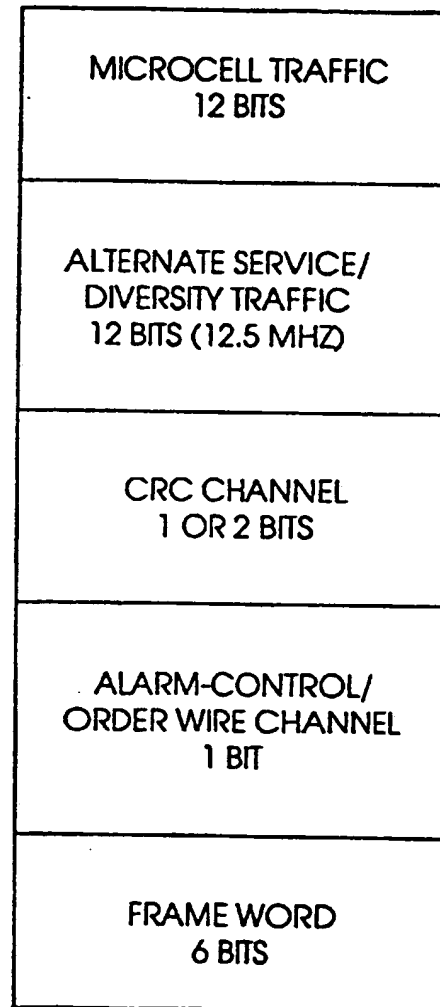 MICROCELL TRAFFIC
12 BITS
ALTERNATE SERVICE/
DIVERSITY TRAFFIC
12 BITS (12.5 MHZ)
CRC CHANNEL
1 OR 2 BITS
ALARM-CONTROL/
ORDER WIRE CHANNEL
1 BIT
FRAME WORD
6 BITS